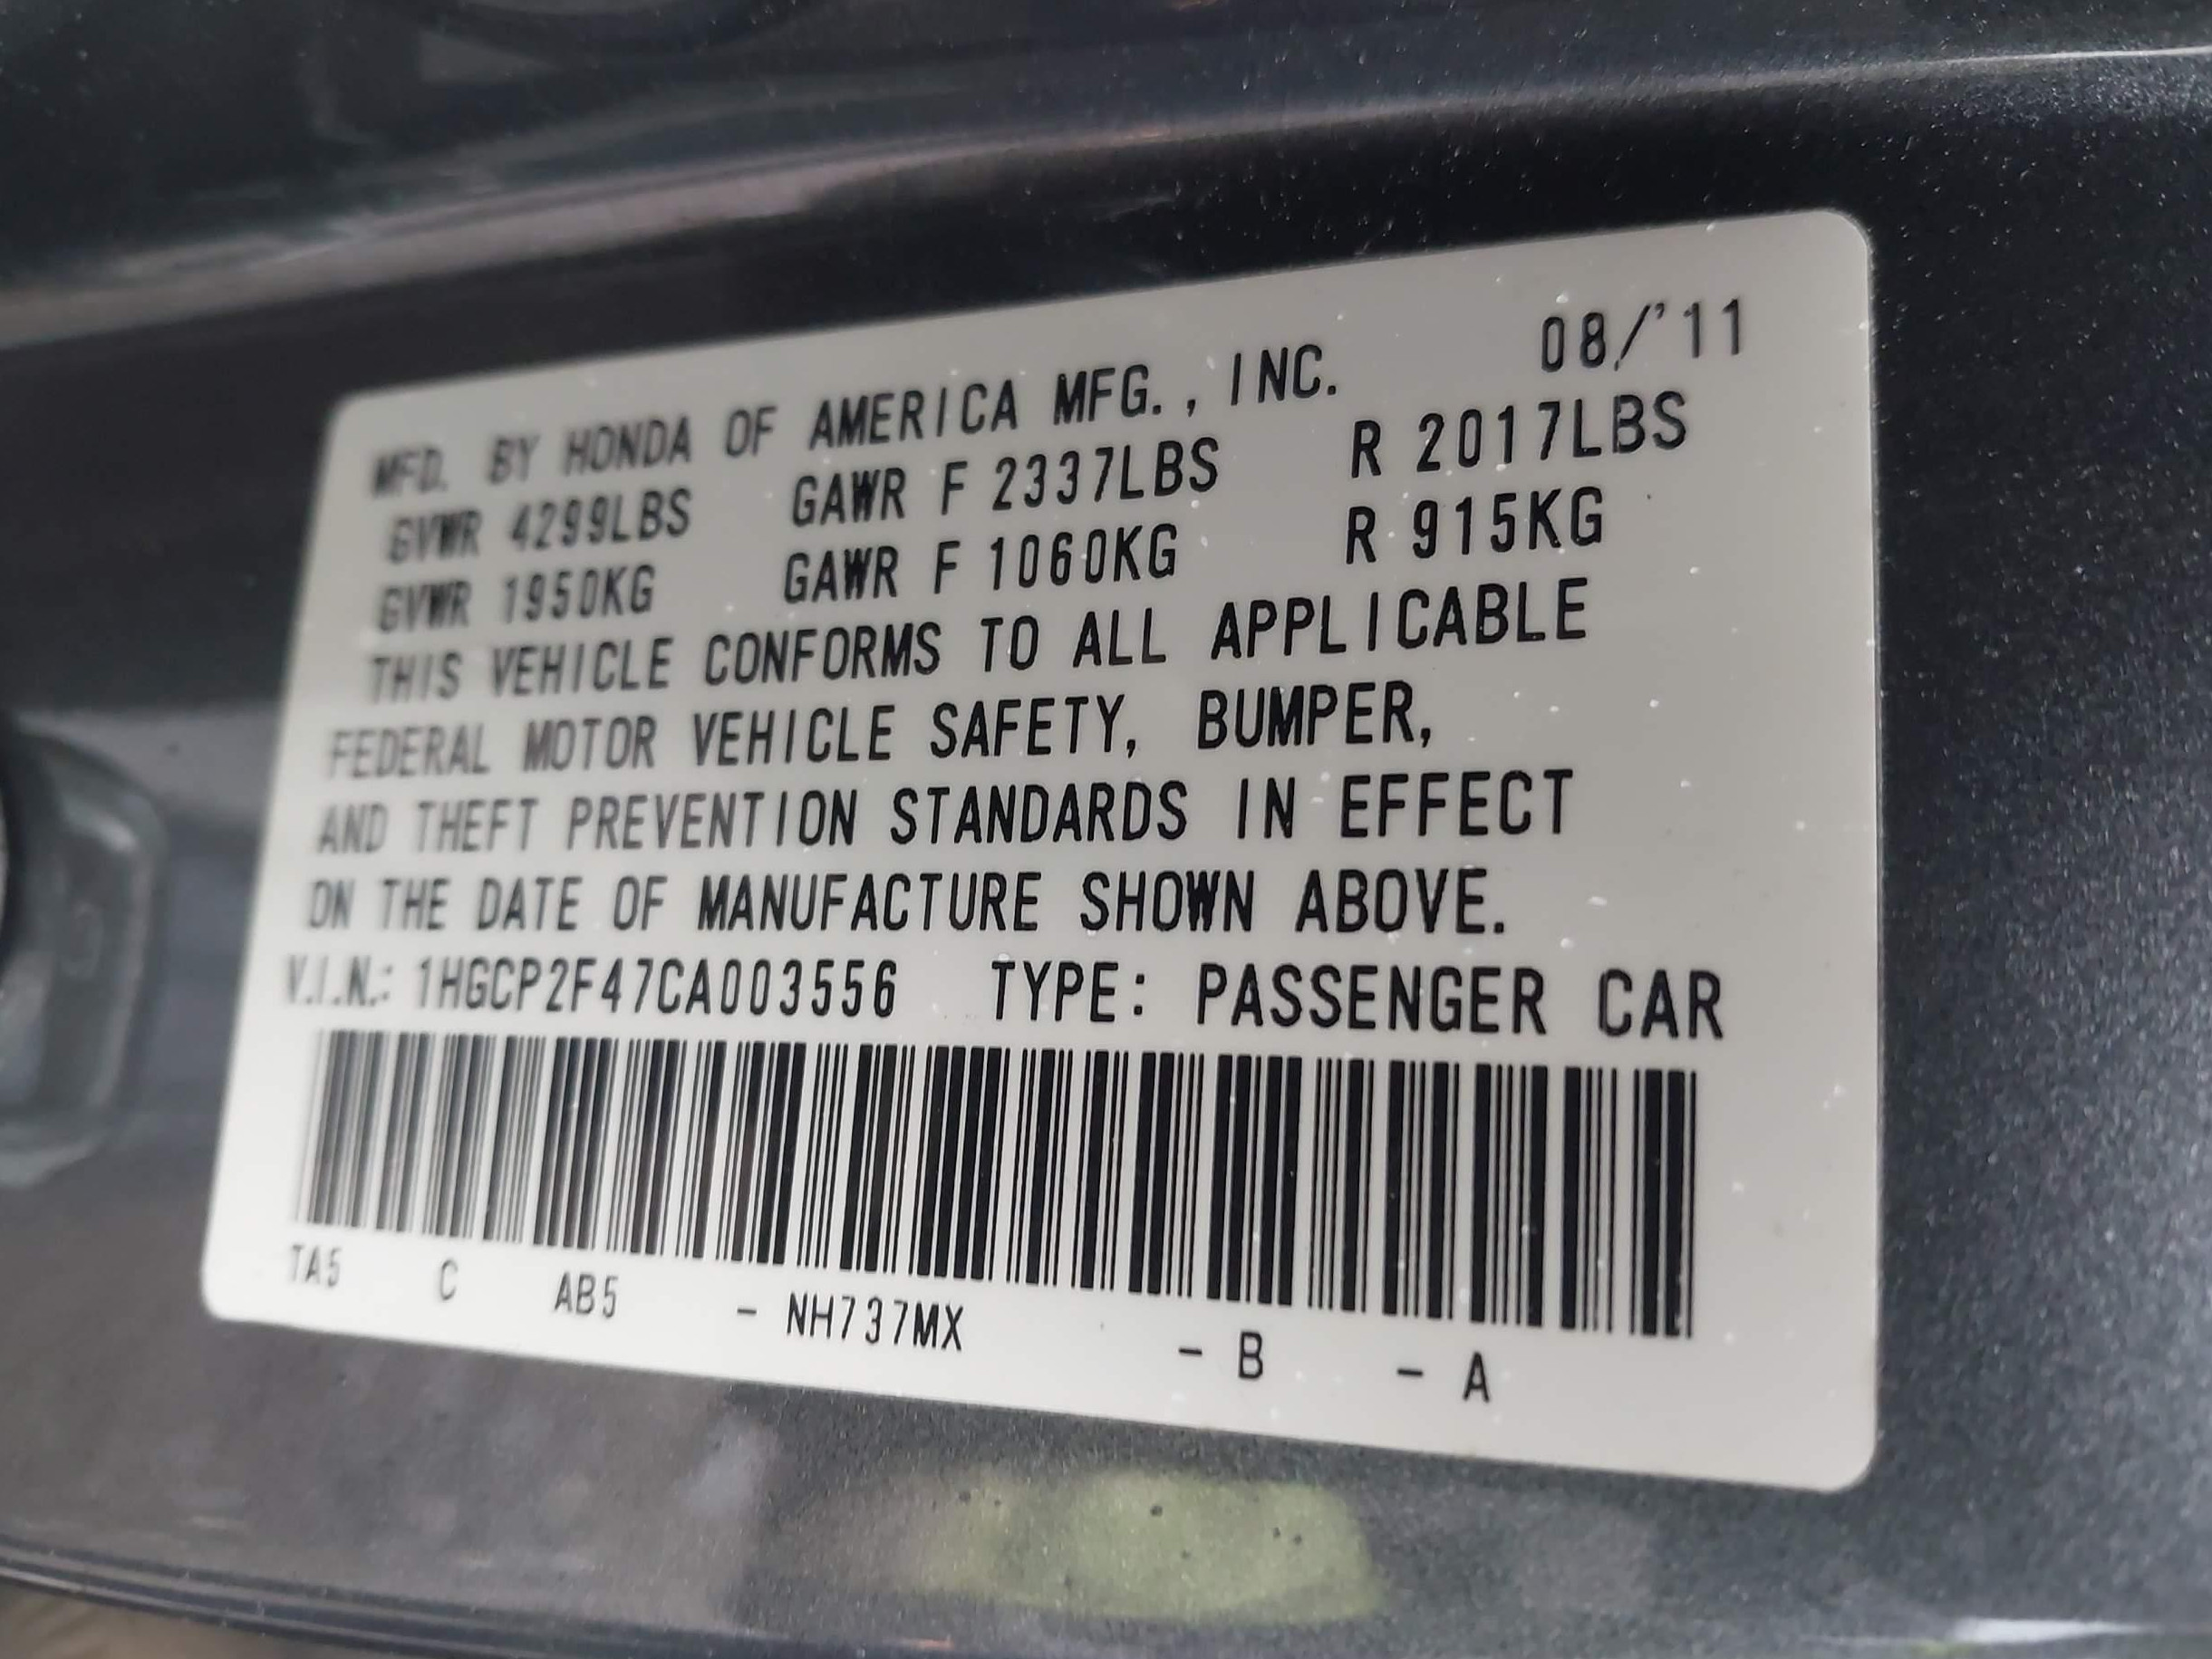 08/'11
MFD. BY HONDA OF AMERICA MFG., INC.
GVWR 4299LBS GAWR F 2337LBS R 2017LBS
GVWR 1950KG GAWR F 1060KG R 915KG
THIS VEHICLE CONFORMS TO ALL APPLICABLE
FEDERAL MOTOR VEHICLE SAFETY, BUMPER,
AND THEFT PREVENTION STANDARDS IN EFFECT
ON THE DATE OF MANUFACTURE SHOWN ABOVE.
V.I.N.: 1HGCP2F47CA003556 TYPE: PASSENGER CAR
TA5 C AB5 - NH737MX - B - A